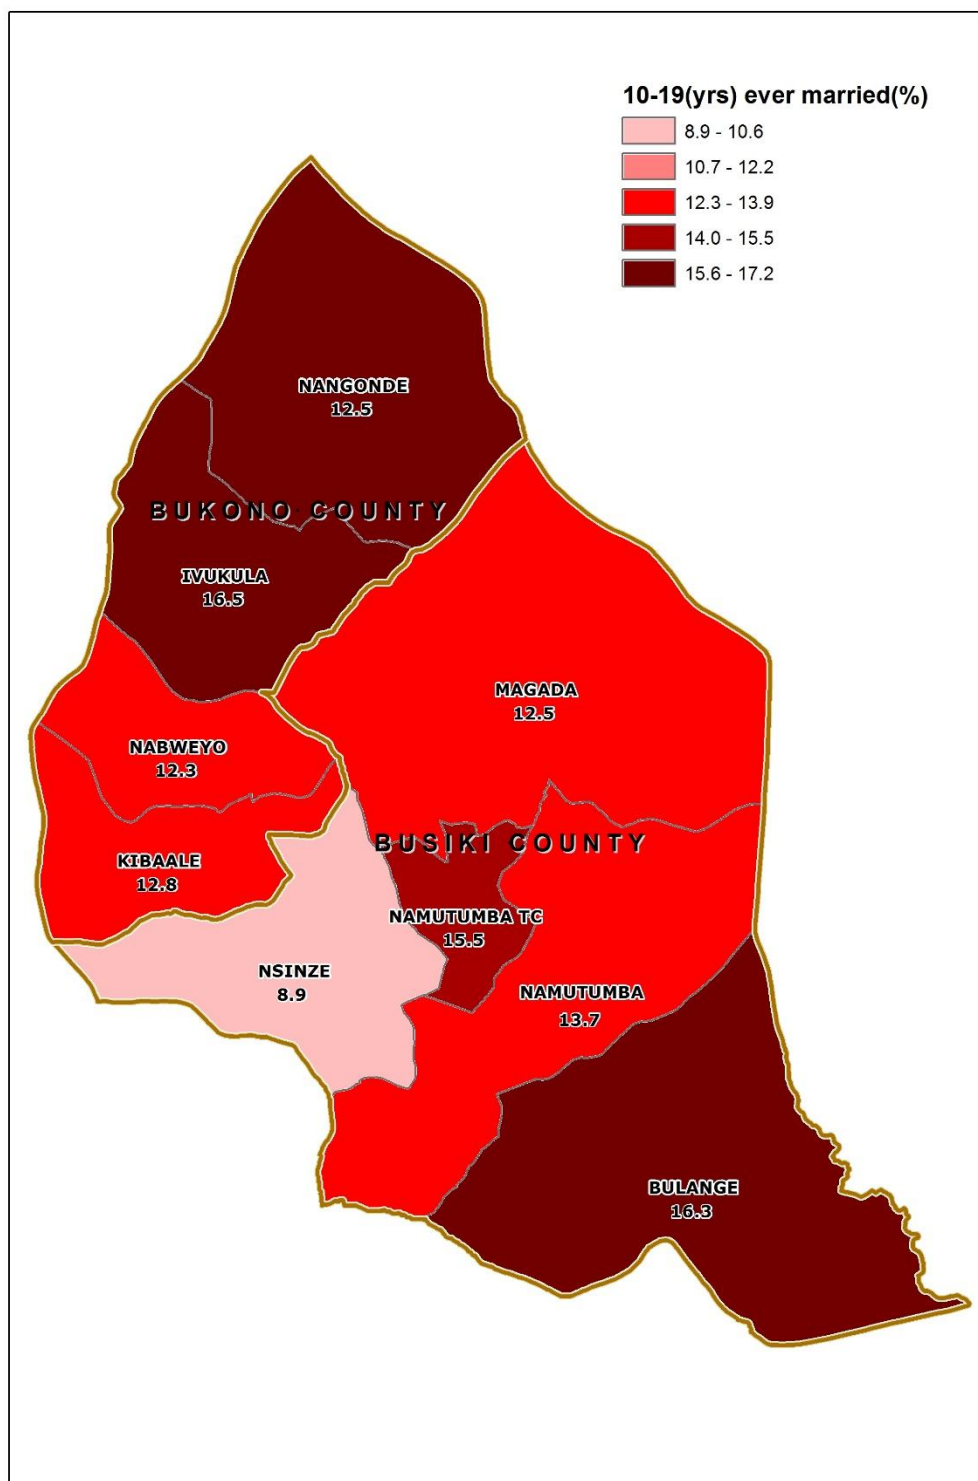 10-19(yrs) ever married(%)
8.9 - 10.6
10.7 - 12.2
12.3 - 13.9
14.0 - 15.5
15.6 - 17.2
NANGONDE
12.5
BUKONO COUNTY
IVUKULA
16.5
MAGADA
12.5
NABWEYO
12.3
BUSIKI COUNTY
KIBAALE
12.8
NAMUTUMBA TC
15.5
NSINZE
8.9
NAMUTUMBA
13.7
BULANGE
16.3